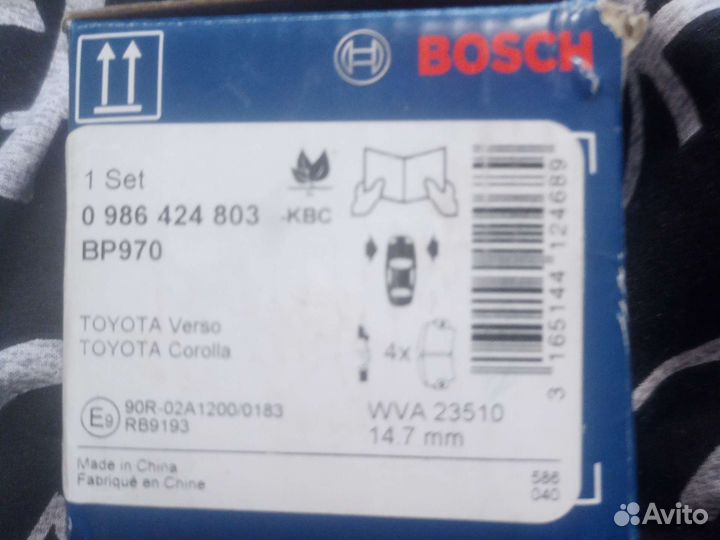 BOSCH
1 Set
0 986 424 803 -KBC
BP970
TOYOTA Verso
TOYOTA Corolla
4x
E9
90R-02A1200/0183
RB9193
WVA 23510
14.7 mm
Made in China
Fabriqué en Chine
586
040
3 165144 124689
Avito